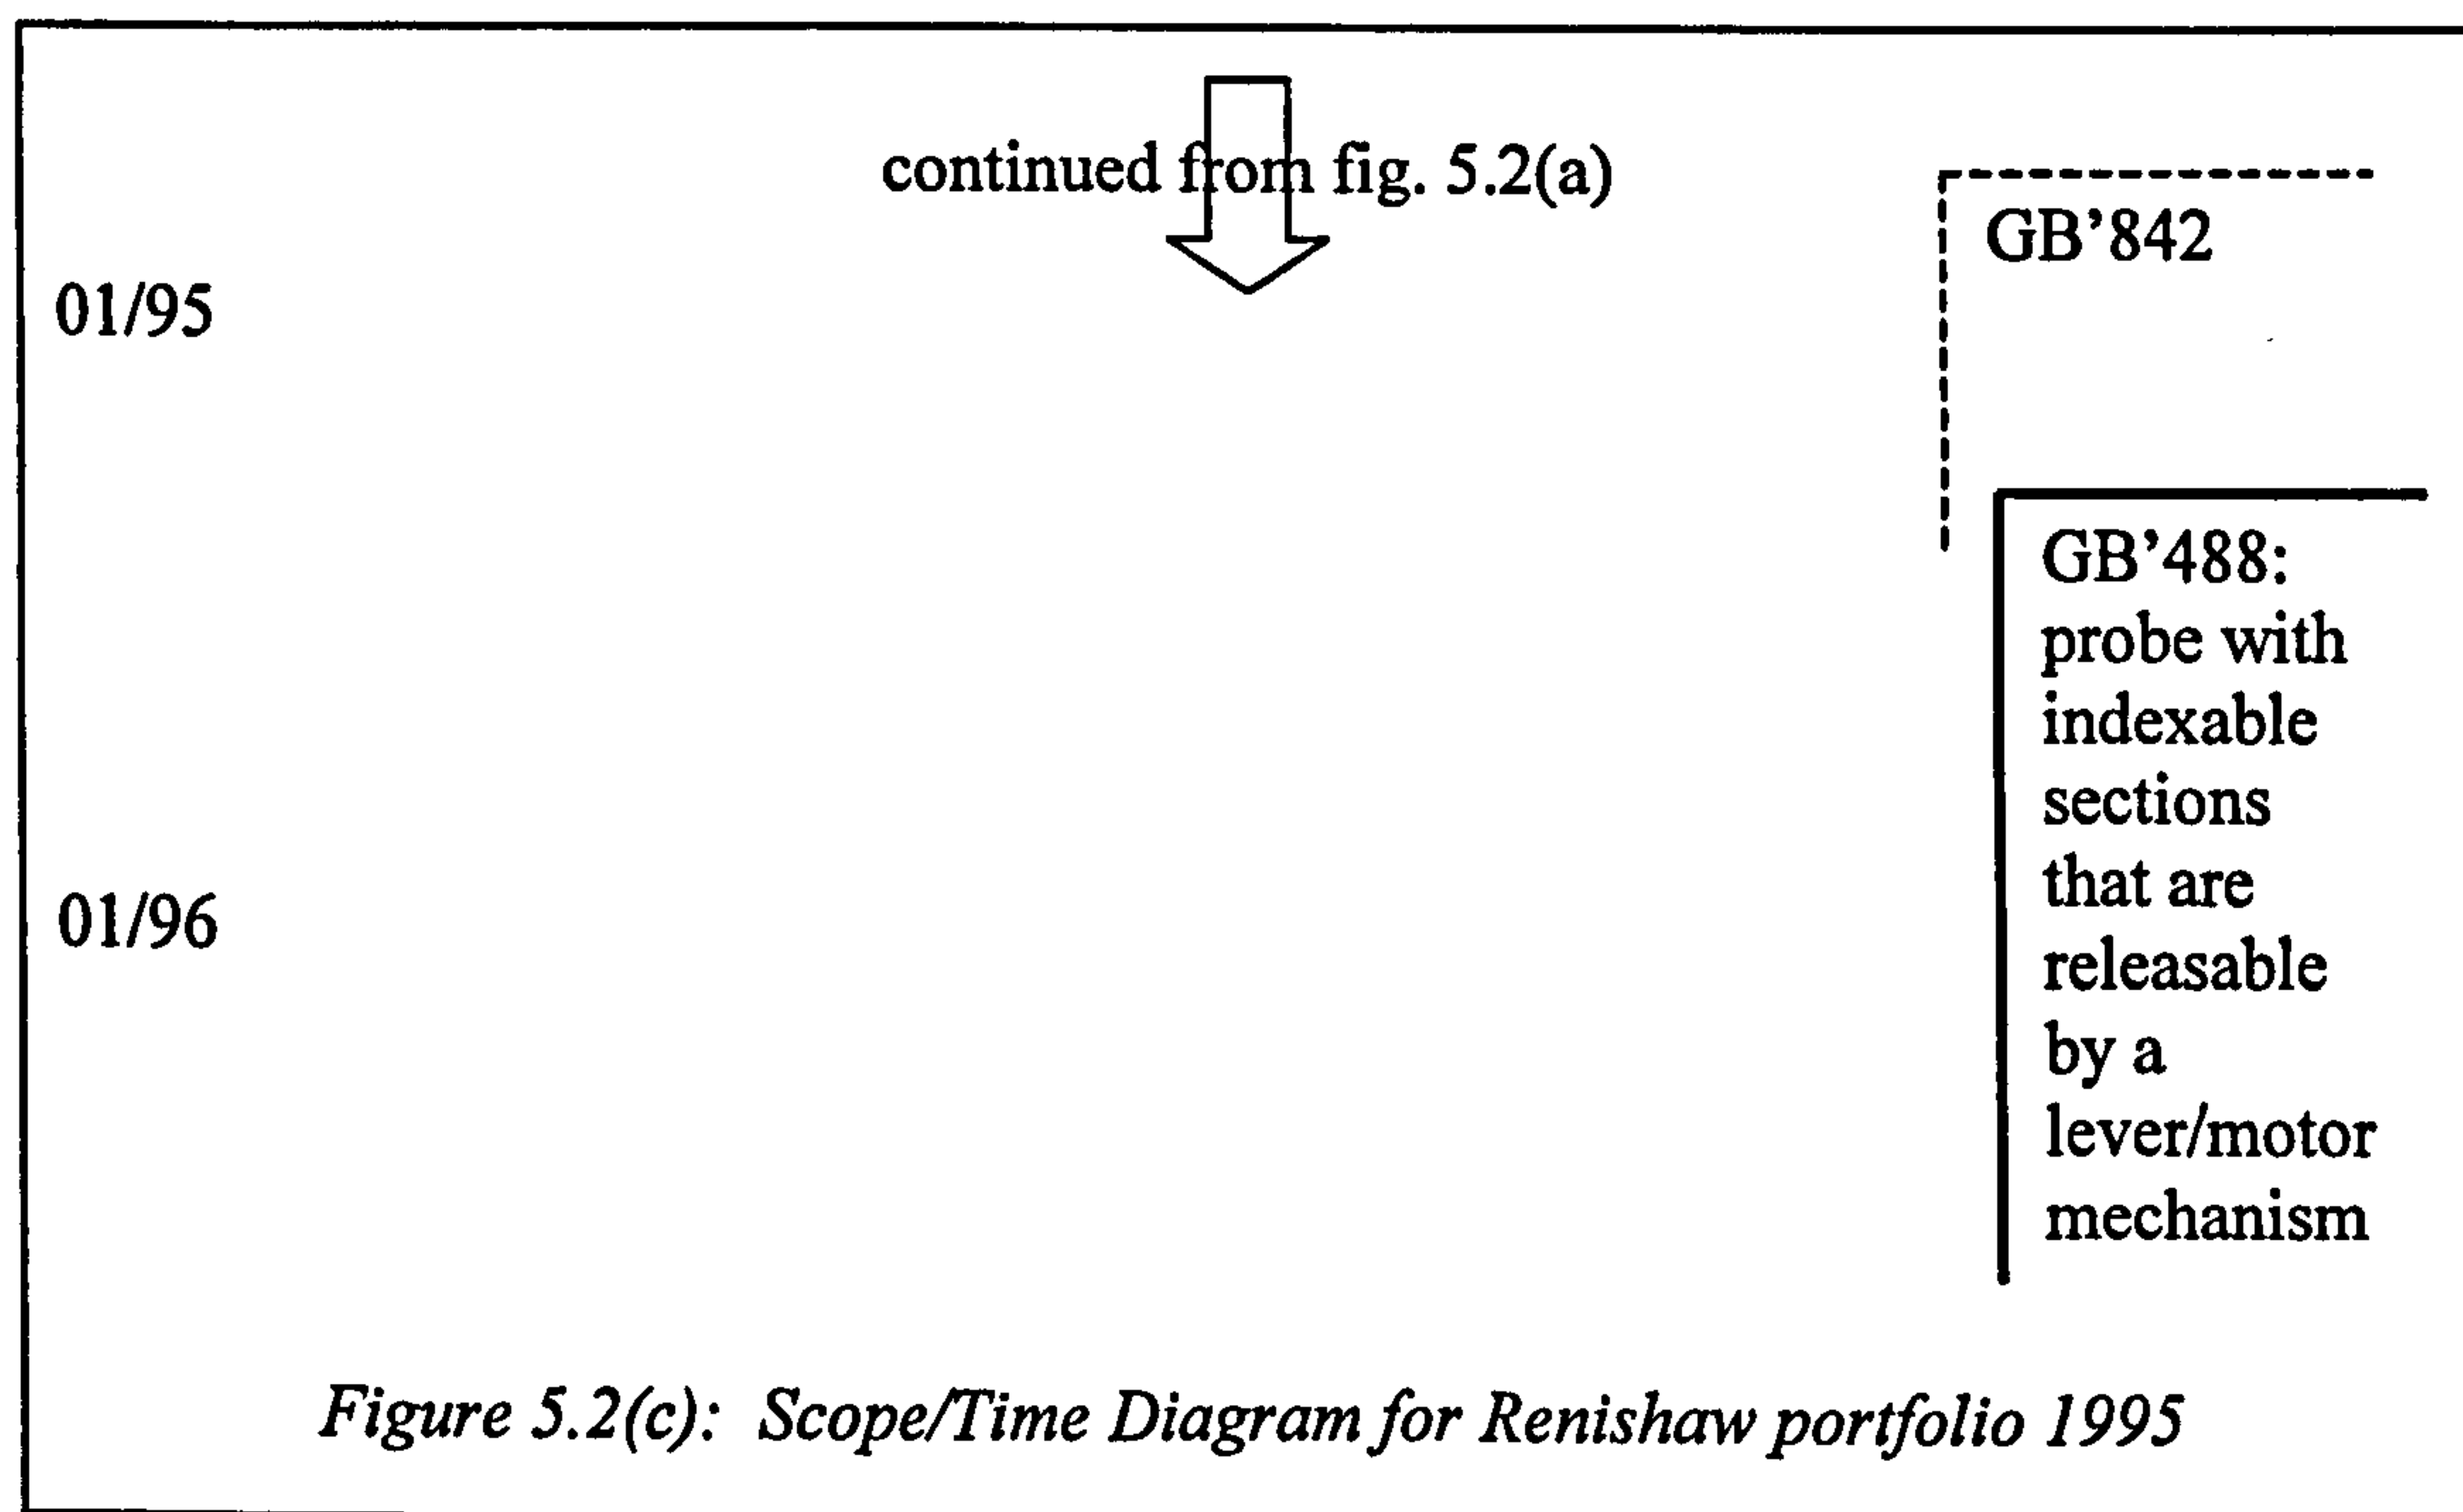 continued from fig. 5.2(a)
GB’842
01/95
GB’488:
probe with
indexable
sections
that are
releasable
by a
lever/motor
mechanism
01/96
Figure 5.2(c): Scope/Time Diagram for Renishaw portfolio 1995